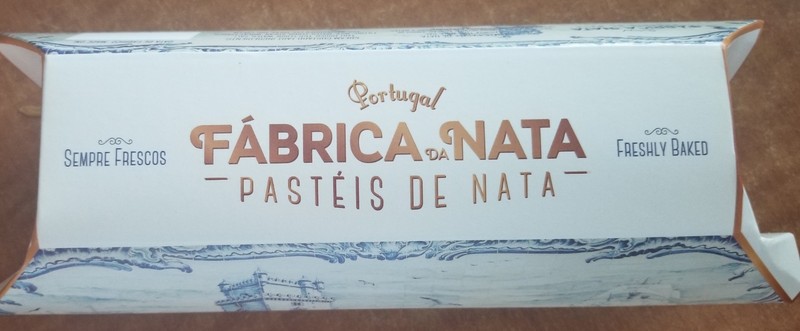 Portugal
FÁBRICA DA NATA
PASTÉIS DE NATA
SEMPRE FRESCOS
FRESHLY BAKED